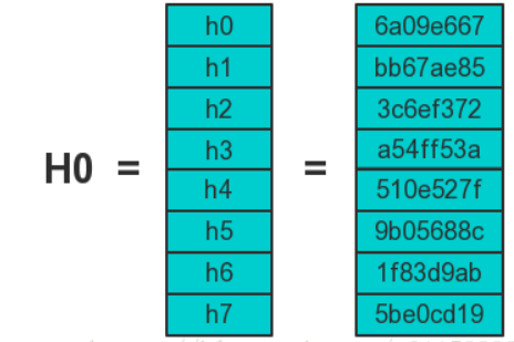 h0 6a09e667
h1 bb67ae85
h2 3c6ef372
H0 = h3 = a54ff53a
h4 510e527f
h5 9b05688c
h6 1f83d9ab
h7 5be0cd19